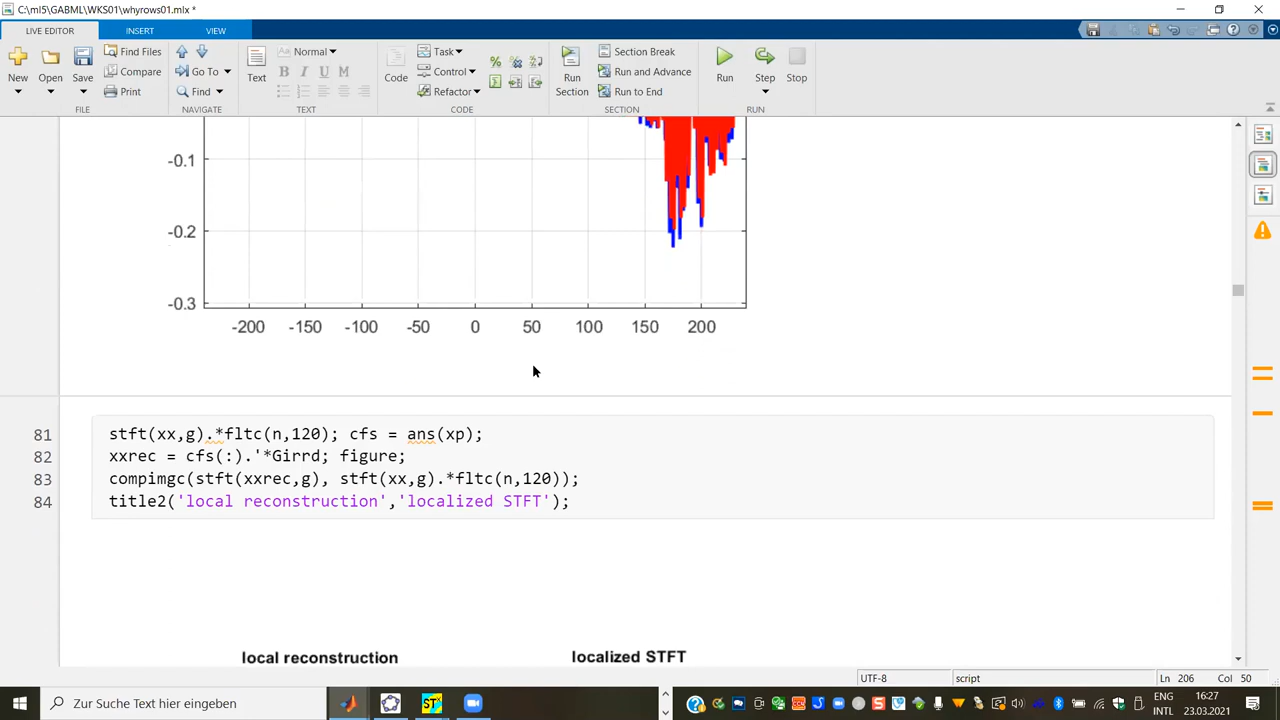 C:\ml5\GABML\WKS01\whyrows01.mlx *
LIVE EDITOR INSERT VIEW
New Open Save Find Files Compare Print Go To Find Text Normal B I U M Code Task Control Refactor Run Section Section Break Run and Advance Run to End Run Step Stop
FILE NAVIGATE TEXT CODE SECTION RUN
-0.1
-0.2
-0.3
-200 -150 -100 -50 0 50 100 150 200
81 stft(xx,g).*fltc(n,120); cfs = ans(xp);
82 xxrec = cfs(:).'*Girrd; figure;
83 compimgc(stft(xxrec,g), stft(xx,g).*fltc(n,120));
84 title2('local reconstruction','localized STFT');
local reconstruction localized STFT
UTF-8 script Ln 206 Col 50
Zur Suche Text hier eingeben
ENG 16:27
INTL 23.03.2021